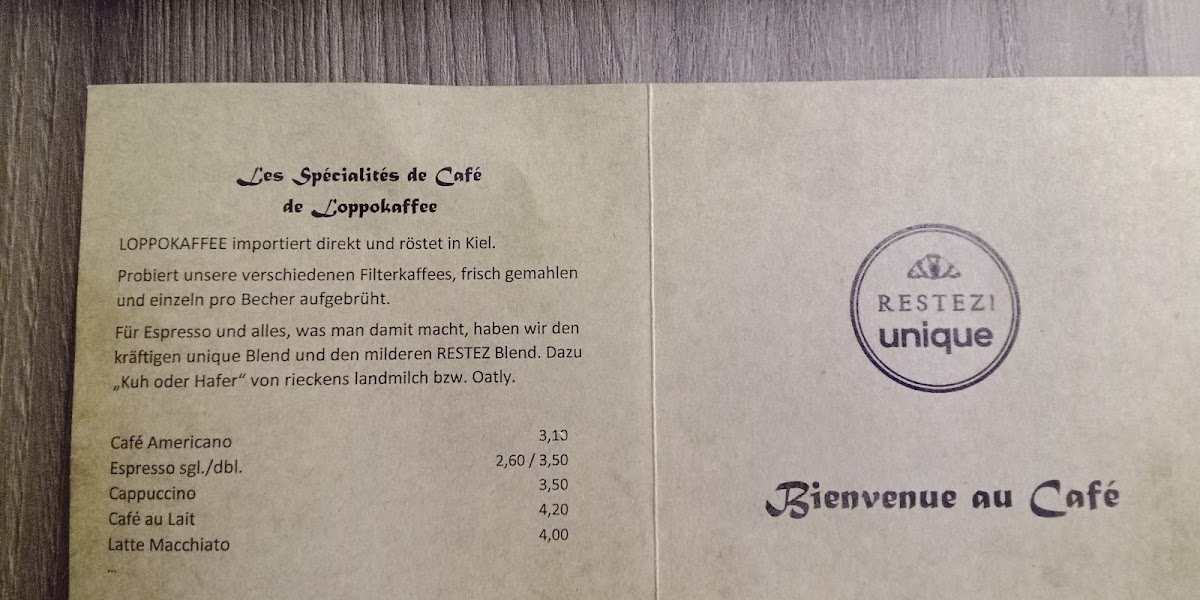 Les Spécialités de Café
de Loppokaffee
LOPPOKAFFEE importiert direkt und röstet in Kiel.
Probiert unsere verschiedenen Filterkaffees, frisch gemahlen
und einzeln pro Becher aufgebrüht.
Für Espresso und alles, was man damit macht, haben wir den
kräftigen unique Blend und den milderen RESTEZ Blend. Dazu
„Kuh oder Hafer“ von rieckens landmilch bzw. Oatly.
Café Americano 3,10
Espresso sgl./dbl. 2,60 / 3,50
Cappuccino 3,50
Café au Lait 4,20
Latte Macchiato 4,00
...
RESTEZ!
unique
Bienvenue au Café